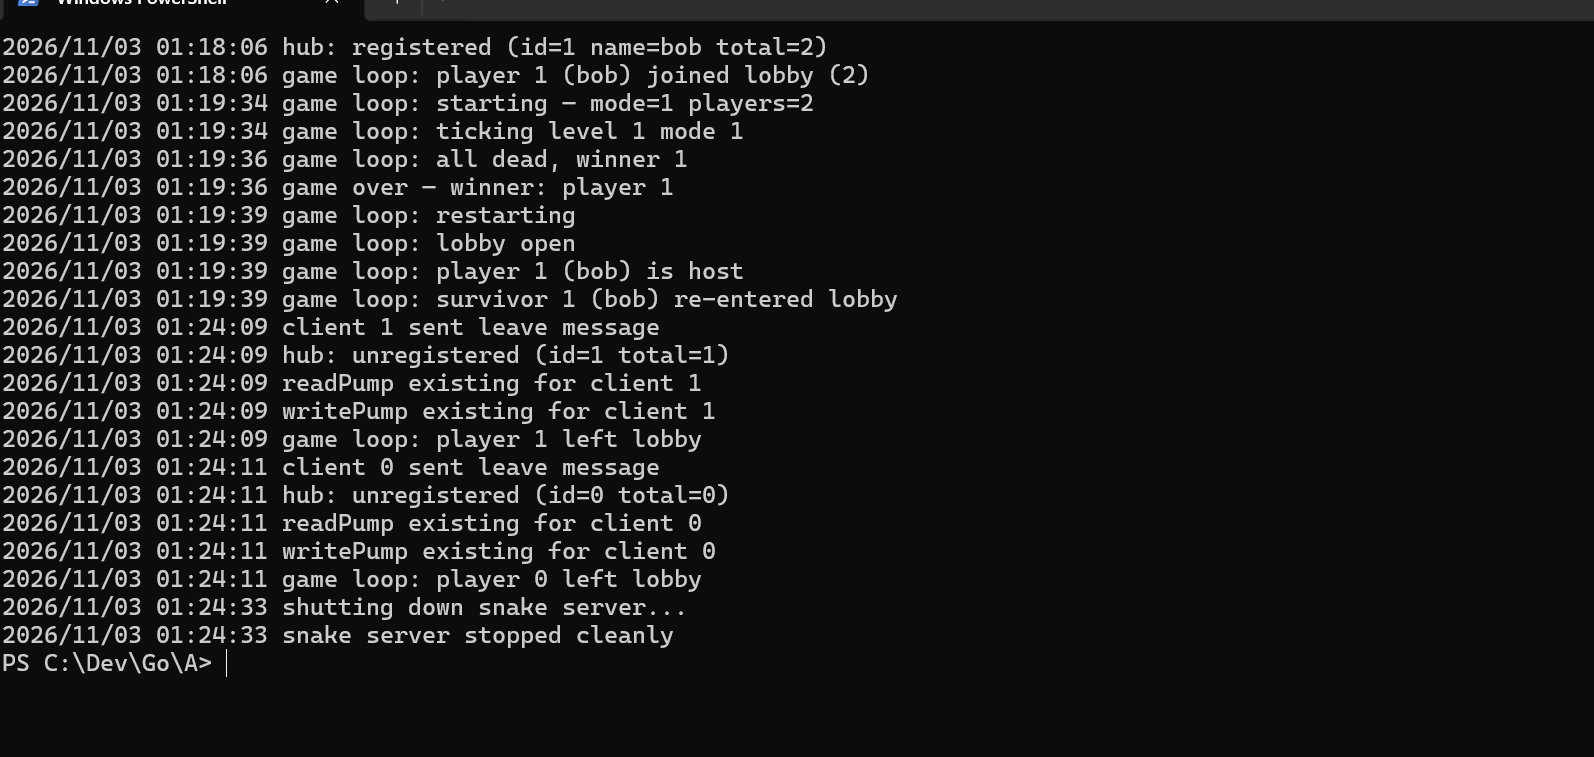 Windows PowerShell
2026/11/03 01:18:06 hub: registered (id=1 name=bob total=2)
2026/11/03 01:18:06 game loop: player 1 (bob) joined lobby (2)
2026/11/03 01:19:34 game loop: starting — mode=1 players=2
2026/11/03 01:19:34 game loop: ticking level 1 mode 1
2026/11/03 01:19:36 game loop: all dead, winner 1
2026/11/03 01:19:36 game over — winner: player 1
2026/11/03 01:19:39 game loop: restarting
2026/11/03 01:19:39 game loop: lobby open
2026/11/03 01:19:39 game loop: player 1 (bob) is host
2026/11/03 01:19:39 game loop: survivor 1 (bob) re-entered lobby
2026/11/03 01:24:09 client 1 sent leave message
2026/11/03 01:24:09 hub: unregistered (id=1 total=1)
2026/11/03 01:24:09 readPump existing for client 1
2026/11/03 01:24:09 writePump existing for client 1
2026/11/03 01:24:09 game loop: player 1 left lobby
2026/11/03 01:24:11 client 0 sent leave message
2026/11/03 01:24:11 hub: unregistered (id=0 total=0)
2026/11/03 01:24:11 readPump existing for client 0
2026/11/03 01:24:11 writePump existing for client 0
2026/11/03 01:24:11 game loop: player 0 left lobby
2026/11/03 01:24:33 shutting down snake server...
2026/11/03 01:24:33 snake server stopped cleanly
PS C:\Dev\Go\A>